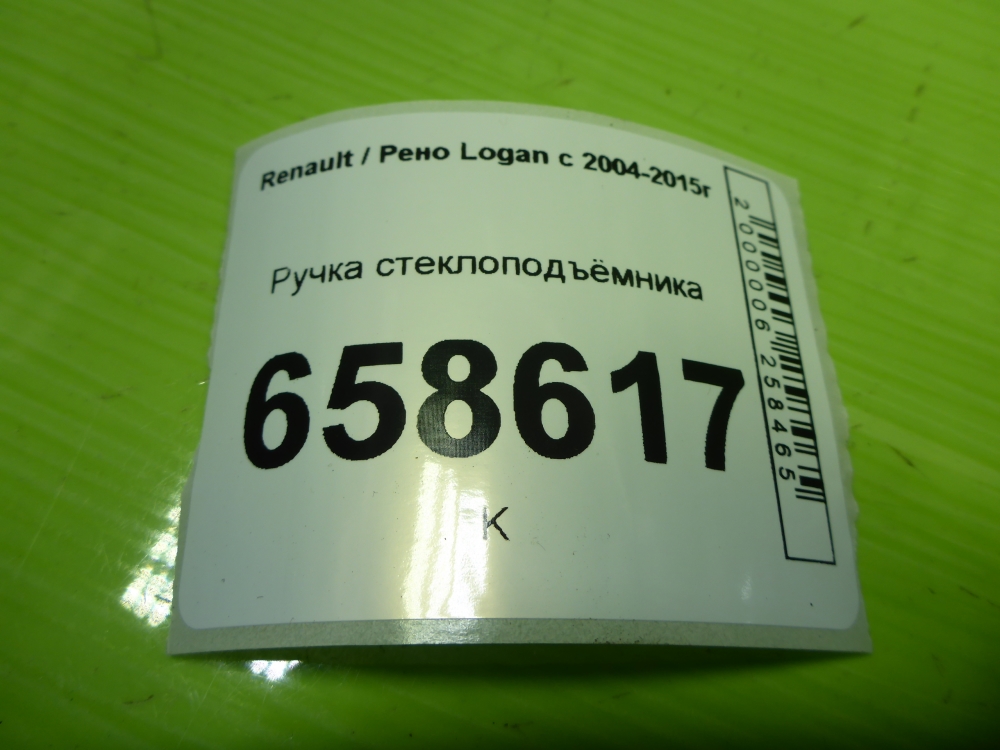 Renault / Рено Logan с 2004-2015г
Ручка стеклоподъёмника
658617
К
2000006258465